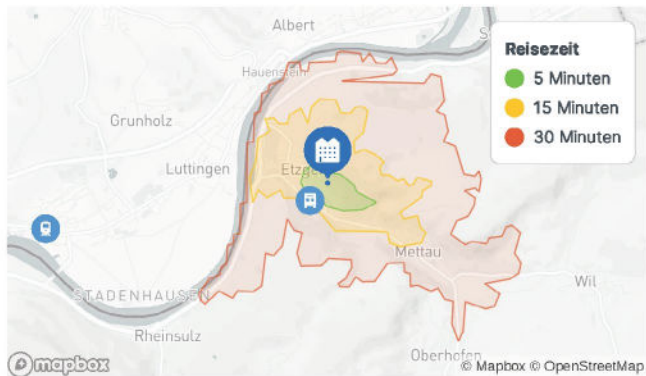 Albert
Hauenstein
Reisezeit
5 Minuten
15 Minuten
30 Minuten
Grunholz
Luttingen
Mettau
Wil
STADENHAUSEN
Rheinsulz
Oberhofen
mapbox
© Mapbox © OpenStreetMap